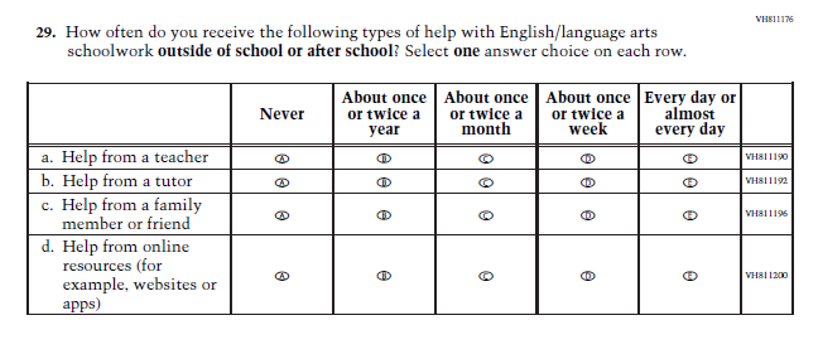 VH811176
29. How often do you receive the following types of help with English/language arts
schoolwork outside of school or after school? Select one answer choice on each row.
Never
About once
or twice a
year
About once
or twice a
month
About once
or twice a
week
Every day or
almost
every day
a. Help from a teacher
A B C D E VH811190
b. Help from a tutor
A B C D E VH811192
c. Help from a family
member or friend
A B C D E VH811196
d. Help from online
resources (for
example, websites or
apps)
A B C D E VH811200